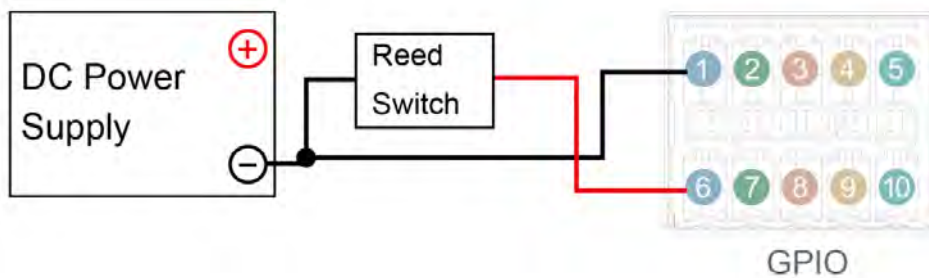 DC Power
Supply
+
−
Reed
Switch
1 2 3 4 5
6 7 8 9 10
GPIO